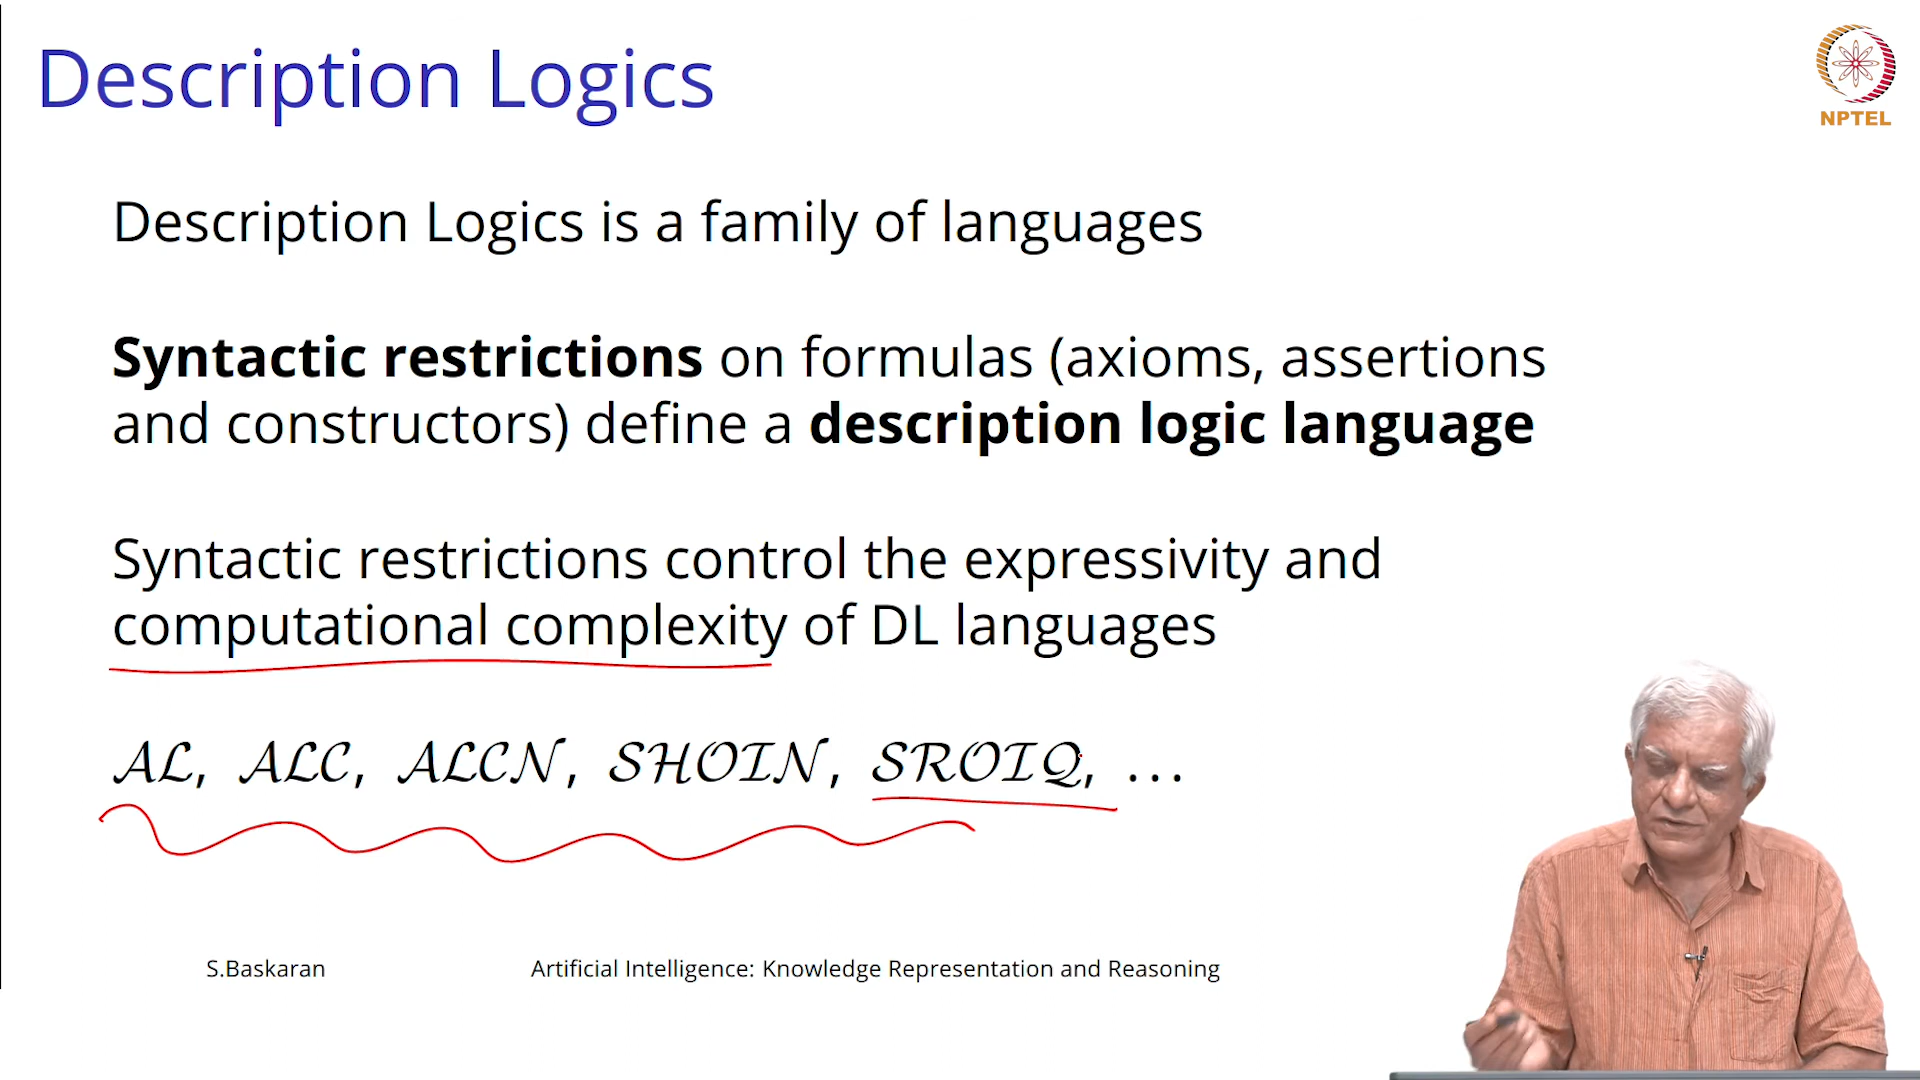 Description Logics
NPTEL
Description Logics is a family of languages
Syntactic restrictions on formulas (axioms, assertions
and constructors) define a description logic language
Syntactic restrictions control the expressivity and
computational complexity of DL languages
𝒜ℒ, 𝒜ℒ𝒞, 𝒜ℒ𝒞𝒩, 𝒮ℋ𝒪ℐ𝒩, 𝒮ℛ𝒪ℐ𝒬, …
S.Baskaran
Artificial Intelligence: Knowledge Representation and Reasoning